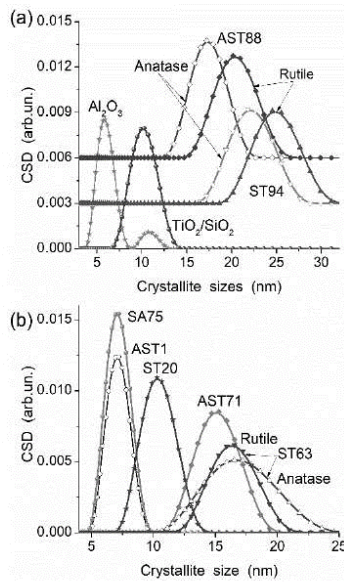 (a)
0.015
0.012
0.009
0.006
0.003
0.000
CSD (arb.un.)
AST88
Anatase
Rutile
Al₂O₃
ST94
TiO₂/SiO₂
5 10 15 20 25 30
Crystallite sizes (nm)
(b)
0.015
0.010
0.005
0.000
CSD (arb.un.)
SA75
AST1
ST20
AST71
Rutile
ST63
Anatase
5 10 15 20 25
Crystallite sizes (nm)